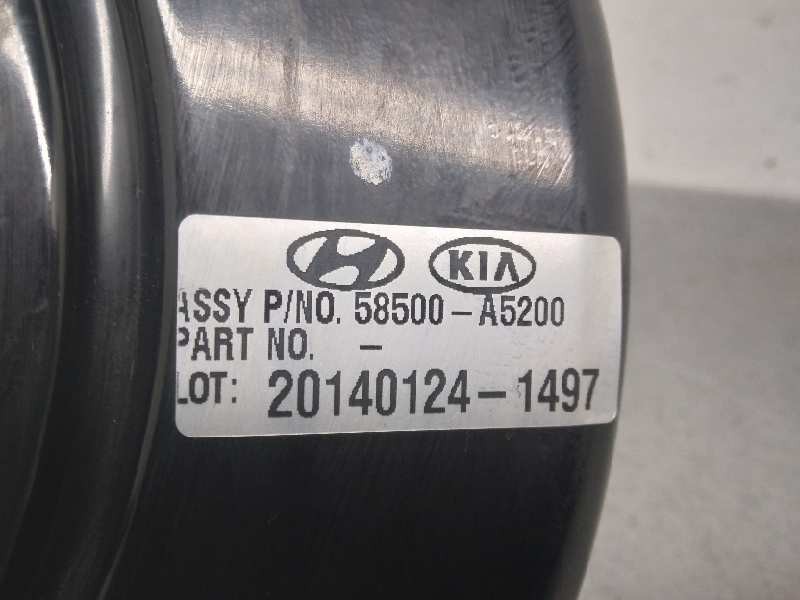 KIA
ASSY P/NO. 58500-A5200
PART NO. -
LOT: 20140124-1497